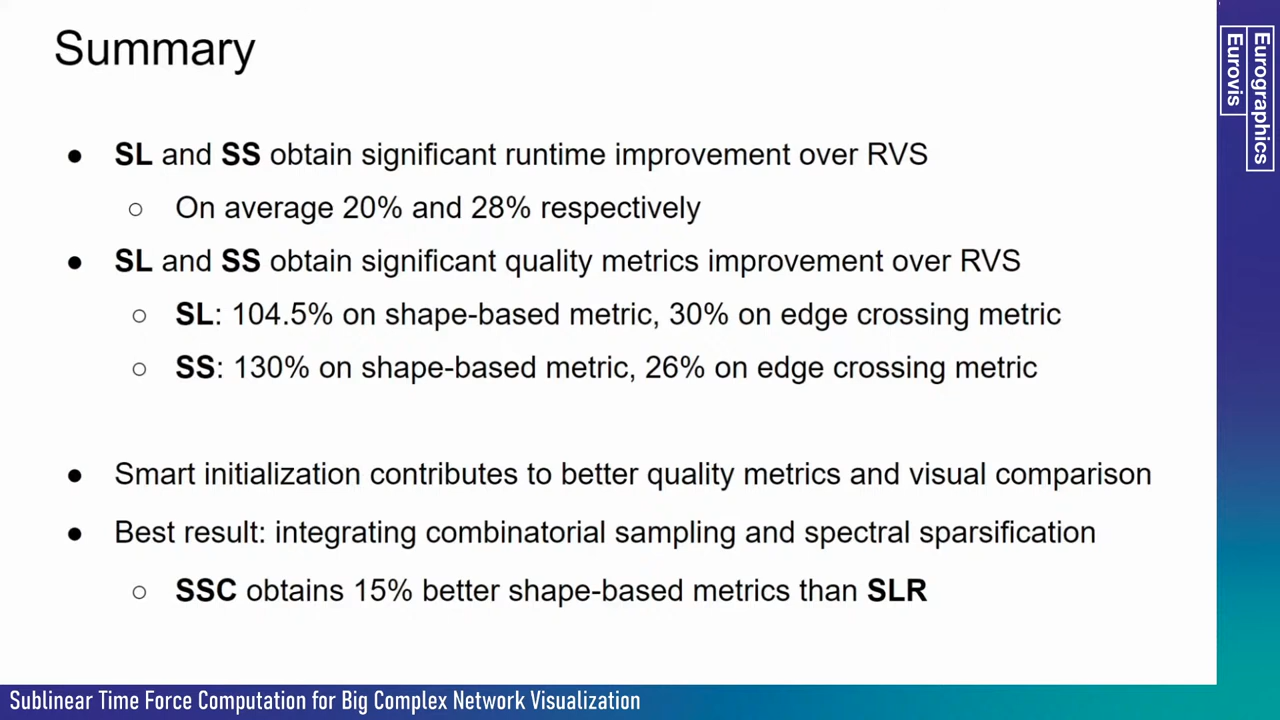 Summary
● SL and SS obtain significant runtime improvement over RVS
○ On average 20% and 28% respectively
● SL and SS obtain significant quality metrics improvement over RVS
○ SL: 104.5% on shape-based metric, 30% on edge crossing metric
○ SS: 130% on shape-based metric, 26% on edge crossing metric
● Smart initialization contributes to better quality metrics and visual comparison
● Best result: integrating combinatorial sampling and spectral sparsification
○ SSC obtains 15% better shape-based metrics than SLR
Eurographics
Eurovis
Sublinear Time Force Computation for Big Complex Network Visualization